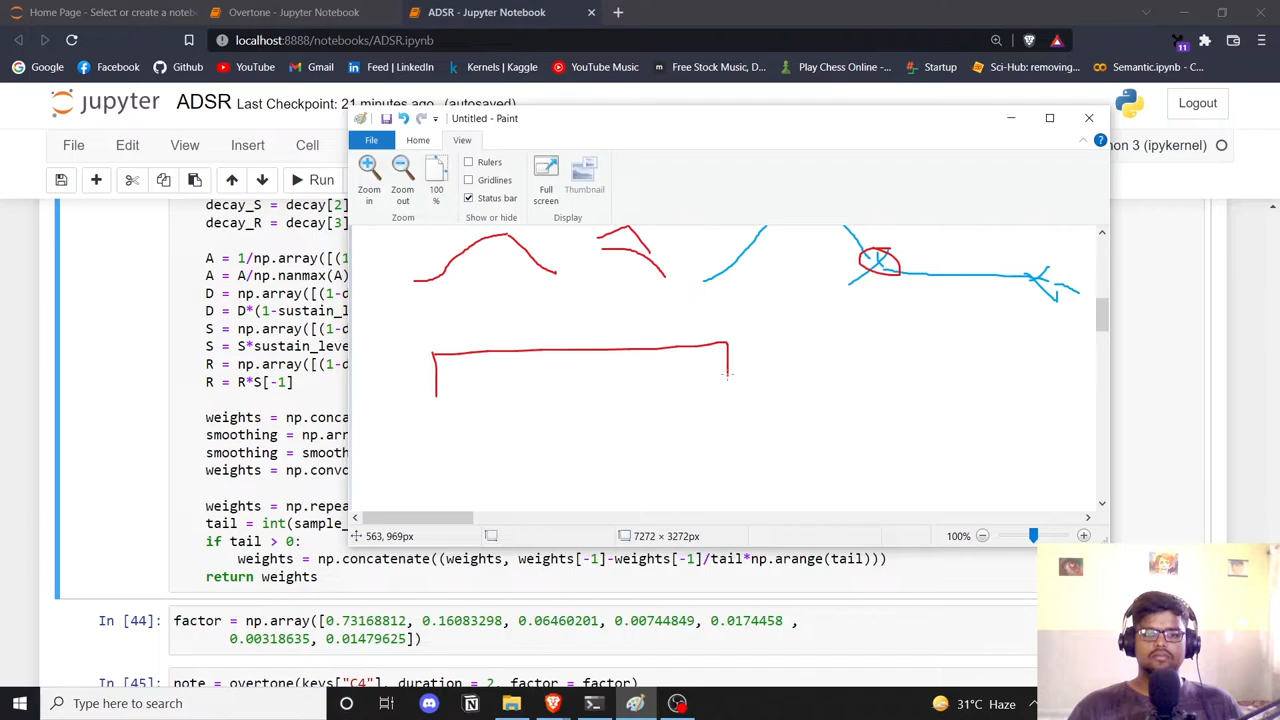 Home Page - Select or create a noteb
Overtone - Jupyter Notebook
ADSR - Jupyter Notebook
localhost:8888/notebooks/ADSR.ipynb
11
Google
Facebook
Github
YouTube
Gmail
Feed | LinkedIn
Kernels | Kaggle
YouTube Music
Free Stock Music, D...
Play Chess Online -...
Startup
Sci-Hub: removing...
Semantic.ipynb - C...
jupyter ADSR Last Checkpoint: 21 minutes ago (autosaved)
Logout
File Edit View Insert Cell
n 3 (ipykernel)
Run
Untitled - Paint
File Home View
Zoom in
Zoom out
100 %
Rulers
Gridlines
Status bar
Full screen
Thumbnail
Zoom
Show or hide
Display
decay_S = decay[2]
decay_R = decay[3]
A = 1/np.array([(1-d
A = A/np.nanmax(A)
D = np.array([(1-d
D = D*(1-sustain_l
S = np.array([(1-d
S = S*sustain_leve
R = np.array([(1-d
R = R*S[-1]
weights = np.conca
smoothing = np.arr
smoothing = smooth
weights = np.convo
weights = np.repea
tail = int(sample_
if tail > 0:
weights = np.concatenate((weights, weights[-1]-weights[-1]/tail*np.arange(tail)))
return weights
563, 969px
7272 × 3272px
100%
In [44]: factor = np.array([0.73168812, 0.16083298, 0.06460201, 0.00744849, 0.0174458 ,
0.00318635, 0.01479625])
In [45]: note = overtone(keys["C4"], duration = 2, factor = factor)
Type here to search
31°C Haze